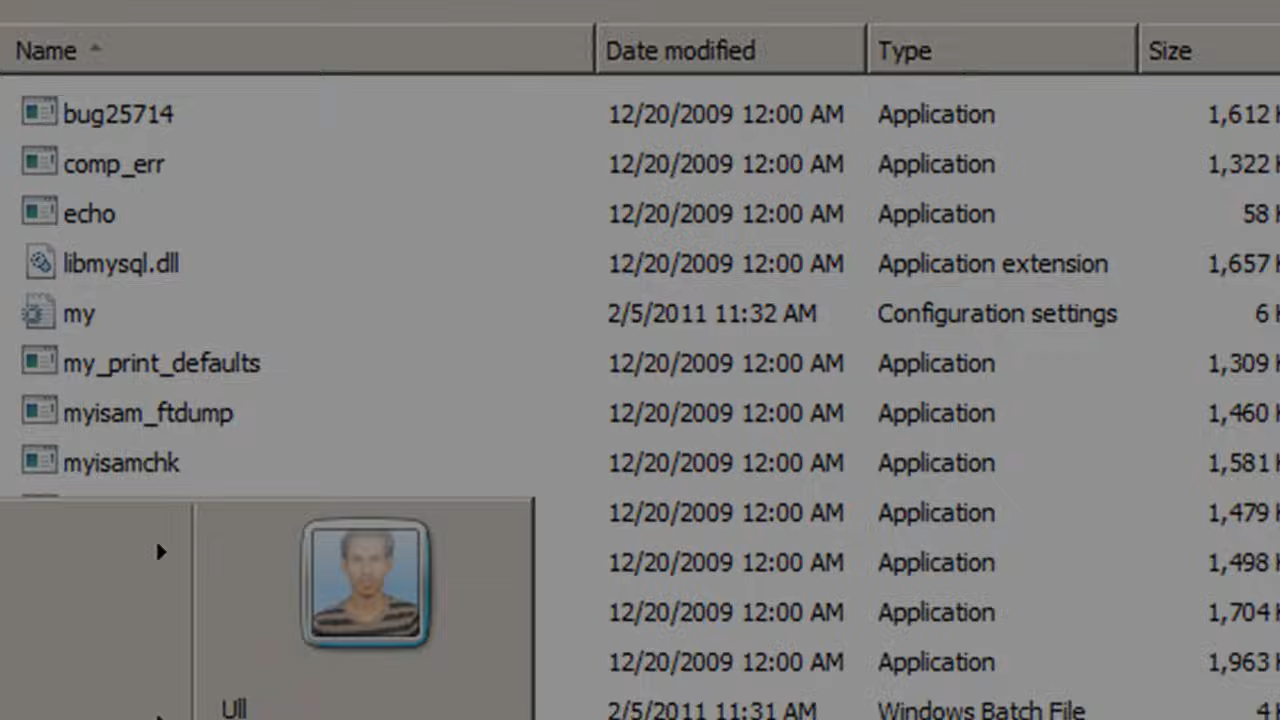 Name Date modified Type Size
bug25714 12/20/2009 12:00 AM Application 1,612 K
comp_err 12/20/2009 12:00 AM Application 1,322 K
echo 12/20/2009 12:00 AM Application 58 K
libmysql.dll 12/20/2009 12:00 AM Application extension 1,657 K
my 2/5/2011 11:32 AM Configuration settings 6 K
my_print_defaults 12/20/2009 12:00 AM Application 1,309 K
myisam_ftdump 12/20/2009 12:00 AM Application 1,460 K
myisamchk 12/20/2009 12:00 AM Application 1,581 K
12/20/2009 12:00 AM Application 1,479 K
12/20/2009 12:00 AM Application 1,498 K
12/20/2009 12:00 AM Application 1,704 K
12/20/2009 12:00 AM Application 1,963 K
Ull 2/5/2011 11:31 AM Windows Batch File 4 K